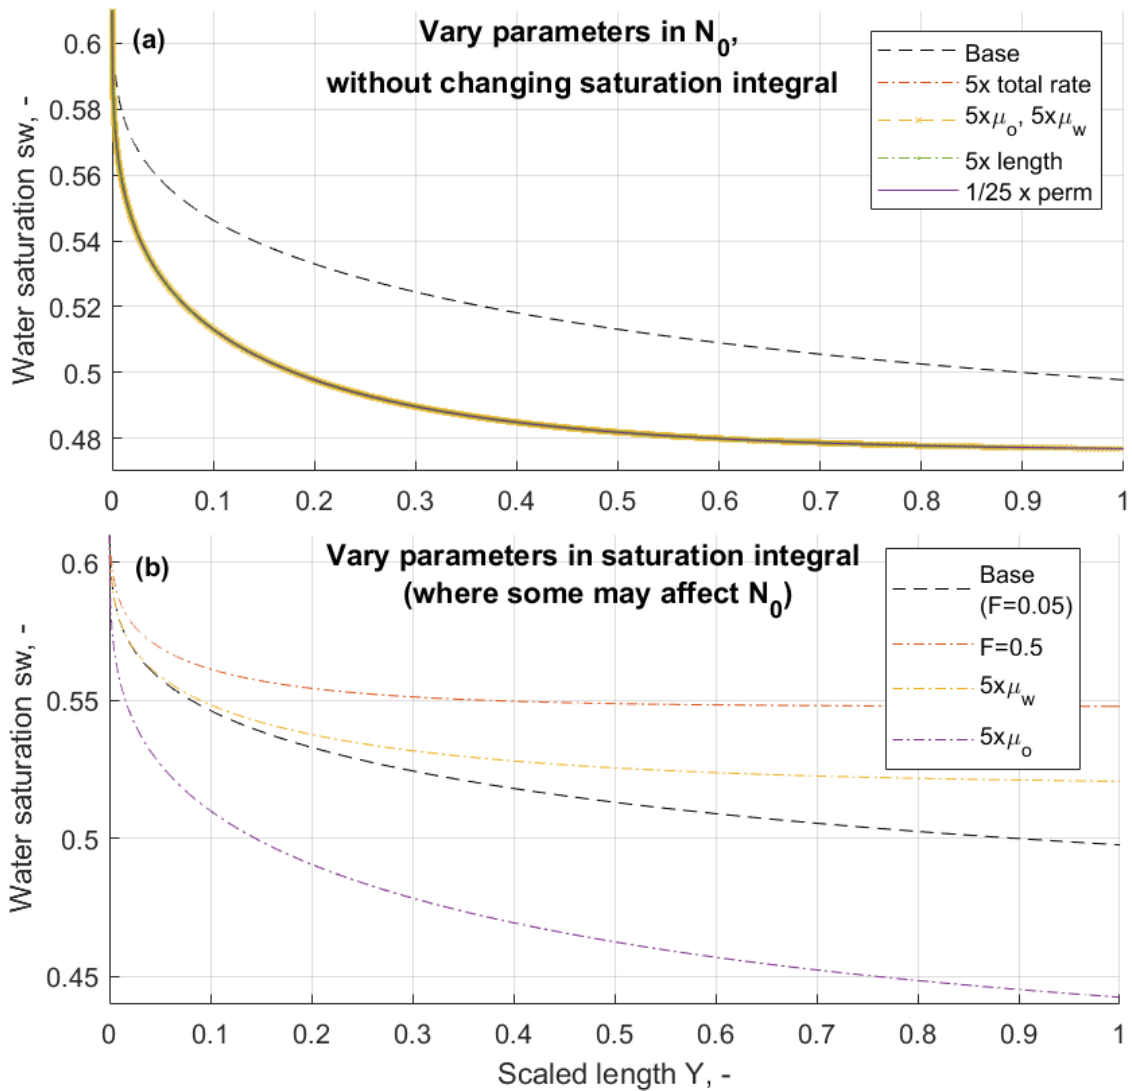 (a)
Vary parameters in N₀,
without changing saturation integral
Base
5x total rate
5xμₒ, 5xμ_w
5x length
1/25 x perm
Water saturation sw, -
0.6
0.58
0.56
0.54
0.52
0.5
0.48
0 0.1 0.2 0.3 0.4 0.5 0.6 0.7 0.8 0.9 1
(b)
Vary parameters in saturation integral
(where some may affect N₀)
Base
(F=0.05)
F=0.5
5xμ_w
5xμₒ
Water saturation sw, -
0.6
0.55
0.5
0.45
0 0.1 0.2 0.3 0.4 0.5 0.6 0.7 0.8 0.9 1
Scaled length Y, -